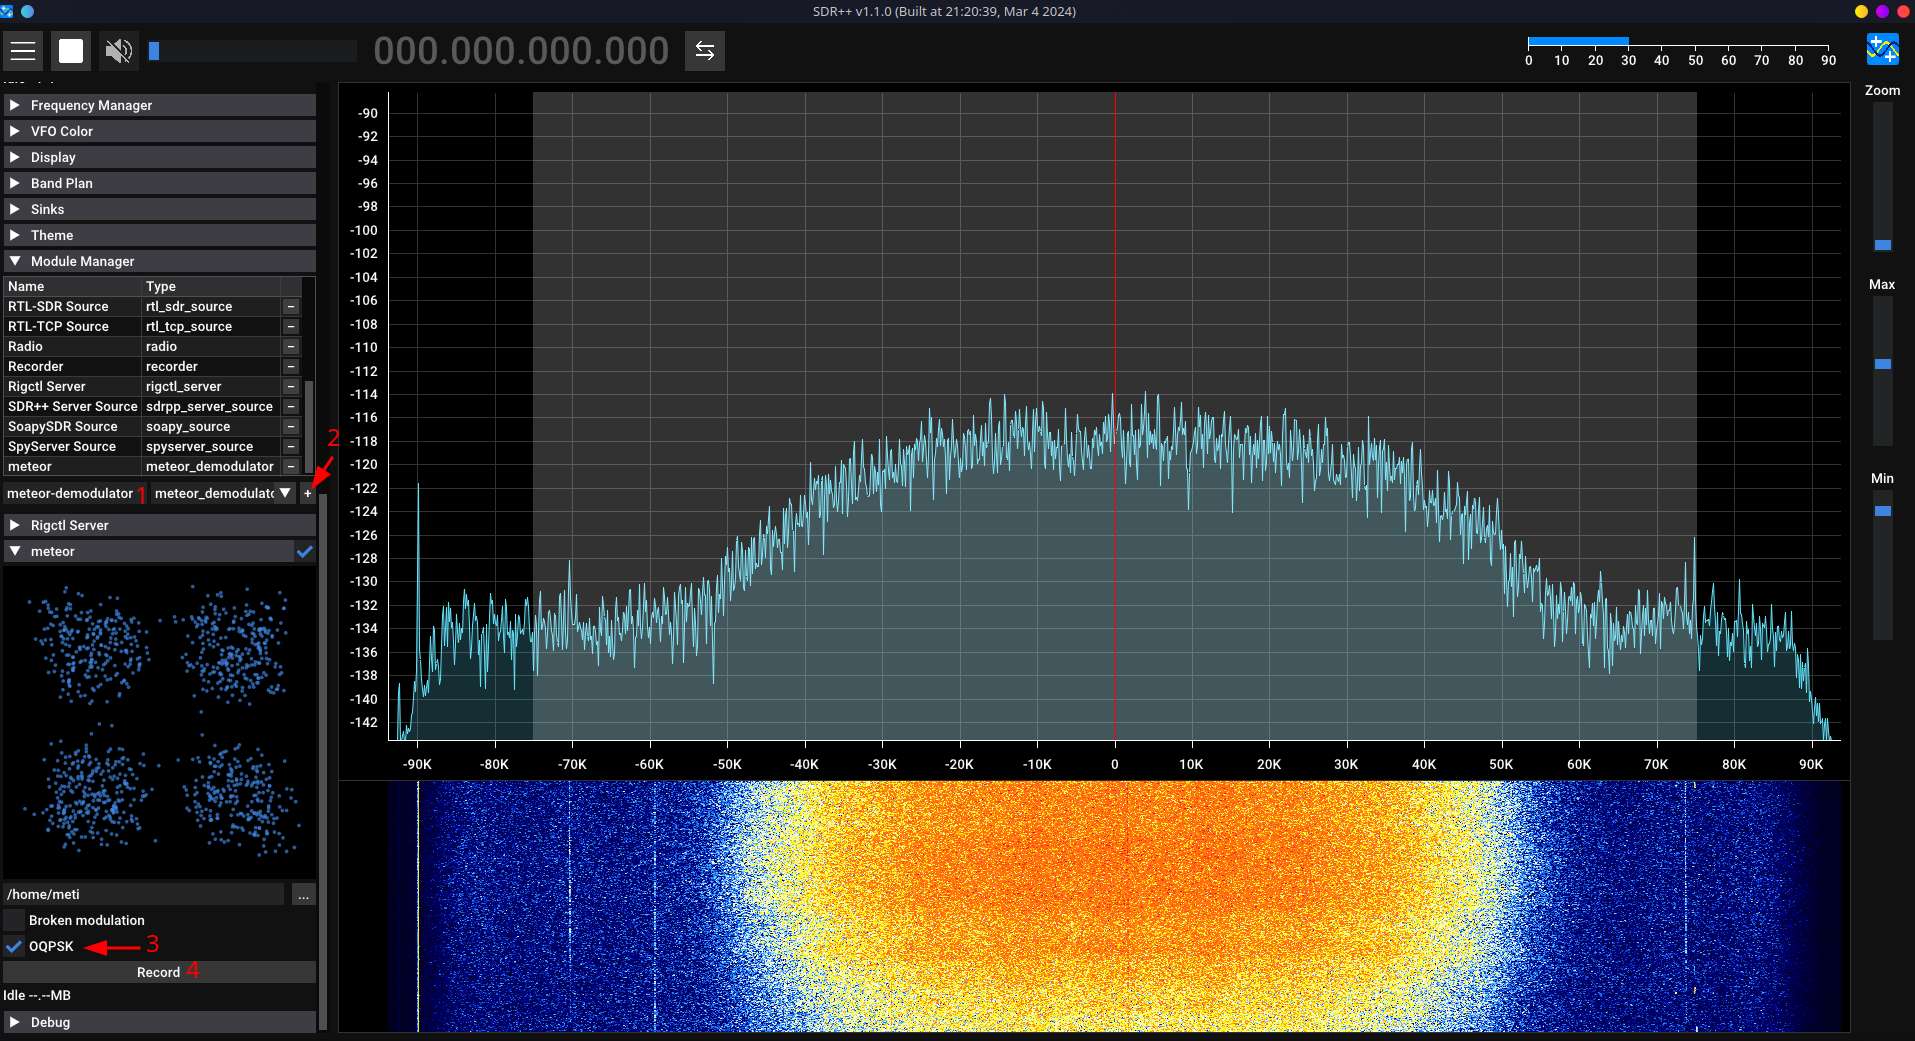 SDR++ v1.1.0 (Built at 21:20:39, Mar 4 2024)
000.000.000.000
0 10 20 30 40 50 60 70 80 90
Frequency Manager
VFO Color
Display
Band Plan
Sinks
Theme
Module Manager
Name Type
RTL-SDR Source rtl_sdr_source −
RTL-TCP Source rtl_tcp_source −
Radio radio −
Recorder recorder −
Rigctl Server rigctl_server −
SDR++ Server Source sdrpp_server_source −
SoapySDR Source soapy_source −
SpyServer Source spyserver_source −
meteor meteor_demodulator −
2
meteor-demodulator 1 meteor_demodulatc +
Rigctl Server
meteor
/home/meti ...
Broken modulation
OQPSK 3
Record 4
Idle --.--MB
Debug
-90
-92
-94
-96
-98
-100
-102
-104
-106
-108
-110
-112
-114
-116
-118
-120
-122
-124
-126
-128
-130
-132
-134
-136
-138
-140
-142
-90K -80K -70K -60K -50K -40K -30K -20K -10K 0 10K 20K 30K 40K 50K 60K 70K 80K 90K
Zoom
Max
Min